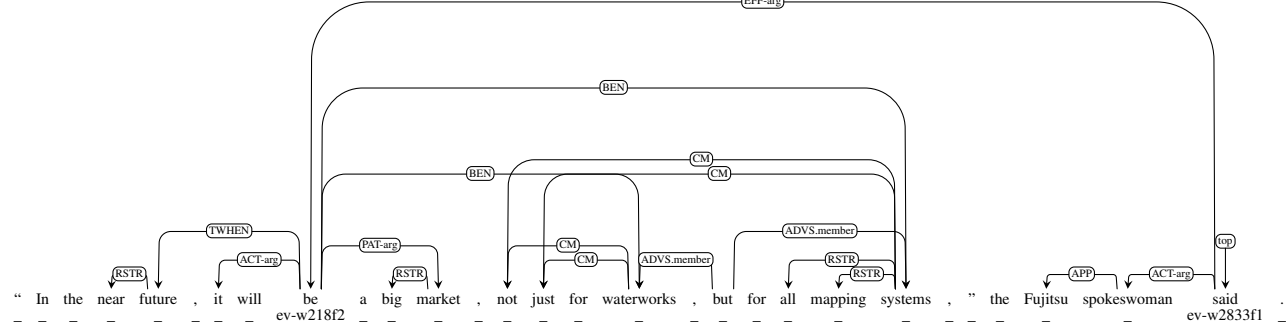 EFF-arg
BEN
CM
BEN CM
TWHEN ADVS.member top
PAT-arg CM
ACT-arg CM ADVS.member RSTR
RSTR RSTR RSTR APP ACT-arg
“ In the near future , it will be a big market , not just for waterworks , but for all mapping systems , ” the Fujitsu spokeswoman said .
_ _ _ _ _ _ _ _ ev-w218f2 _ _ _ _ _ _ _ _ _ _ _ _ _ _ _ _ _ _ _ _ ev-w2833f1 _